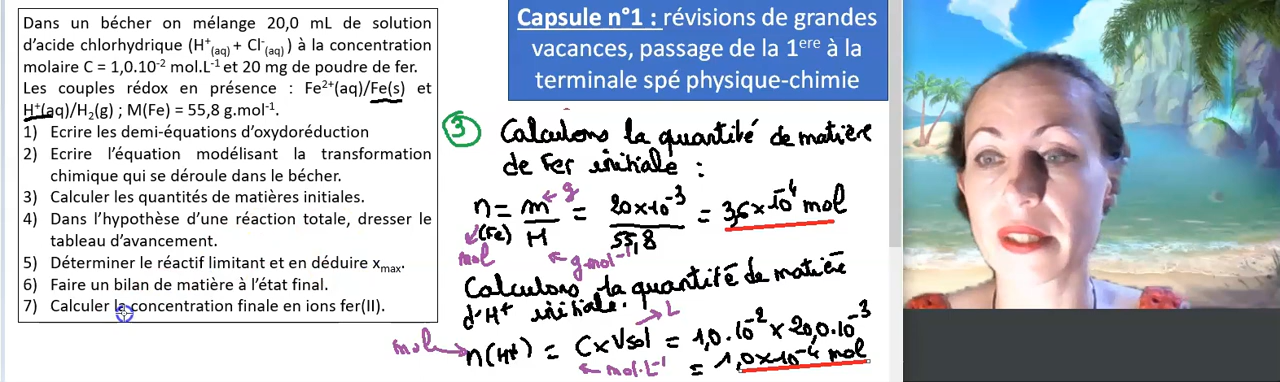 Dans un bécher on mélange 20,0 mL de solution
d'acide chlorhydrique (H⁺(aq) + Cl⁻(aq) ) à la concentration
molaire C = 1,0.10⁻² mol.L⁻¹ et 20 mg de poudre de fer.
Les couples rédox en présence : Fe²⁺(aq)/Fe(s) et
H⁺(aq)/H₂(g) ; M(Fe) = 55,8 g.mol⁻¹.
1) Ecrire les demi-équations d'oxydoréduction
2) Ecrire l'équation modélisant la transformation
chimique qui se déroule dans le bécher.
3) Calculer les quantités de matières initiales.
4) Dans l'hypothèse d'une réaction totale, dresser le
tableau d'avancement.
5) Déterminer le réactif limitant et en déduire xₘₐₓ.
6) Faire un bilan de matière à l'état final.
7) Calculer la concentration finale en ions fer(II).
Capsule n°1 : révisions de grandes
vacances, passage de la 1ᵉʳᵉ à la
terminale spé physique-chimie
3 Calculons la quantité de matière
de Fer initiale :
n(Fe) = m/M = 20×10⁻³/55,8 = 3,6×10⁻⁴ mol
mol g g.mol⁻¹
Calculons la quantité de matière
d'H⁺ initiale.
mol n(H⁺) = C×Vsol = 1,0.10⁻² × 20,0.10⁻³
L mol.L⁻¹
= 1,0×10⁻⁴ mol